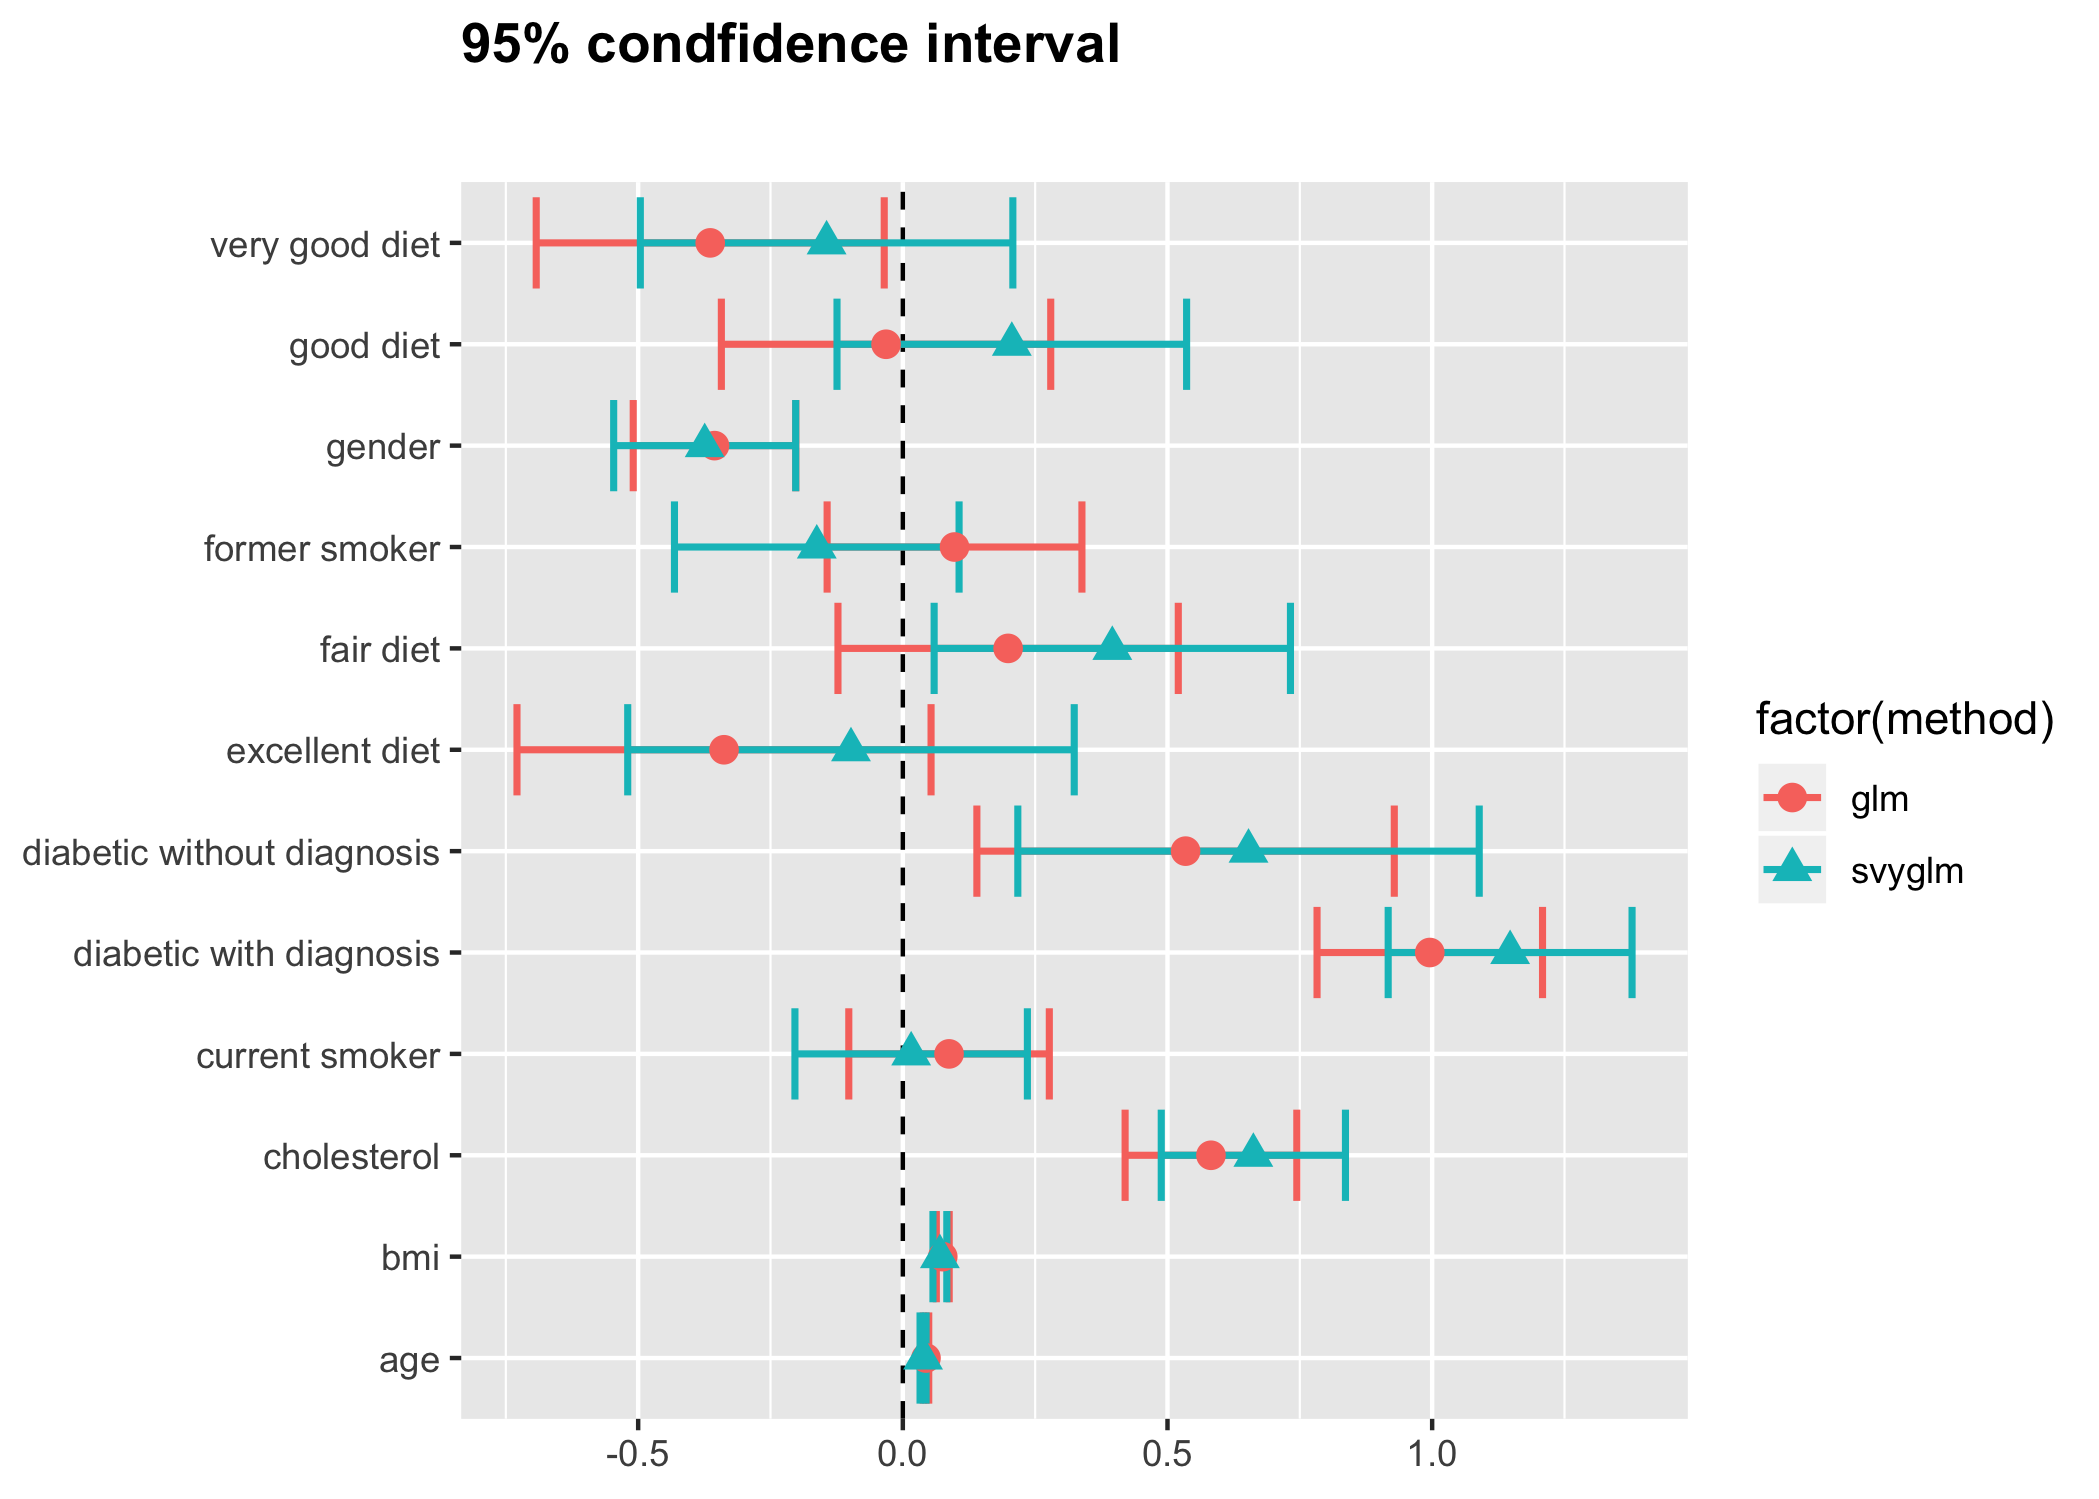 95% condfidence interval
very good diet
good diet
gender
former smoker
fair diet
excellent diet
diabetic without diagnosis
diabetic with diagnosis
current smoker
cholesterol
bmi
age
-0.5 0.0 0.5 1.0
factor(method)
glm
svyglm